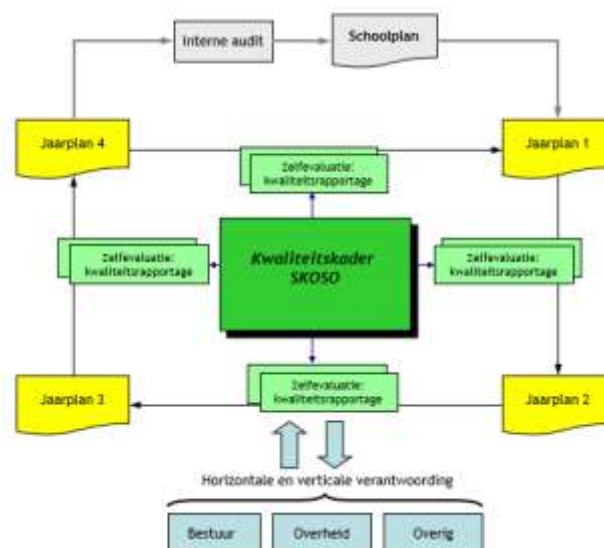 Interne audit
Schoolplan
Jaarplan 4
Jaarplan 1
Zelfevaluatie:
kwaliteitsrapportage
Zelfevaluatie:
kwaliteitsrapportage
Kwaliteitskader
SKOSO
Zelfevaluatie:
kwaliteitsrapportage
Zelfevaluatie:
kwaliteitsrapportage
Jaarplan 3
Jaarplan 2
Horizontale en verticale verantwoording
Bestuur
Overheid
Overig